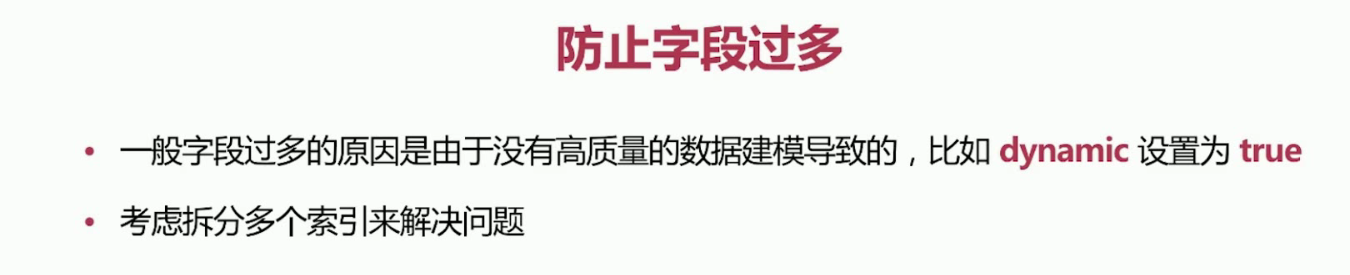 防止字段过多
• 一般字段过多的原因是由于没有高质量的数据建模导致的，比如 dynamic 设置为 true
• 考虑拆分多个索引来解决问题